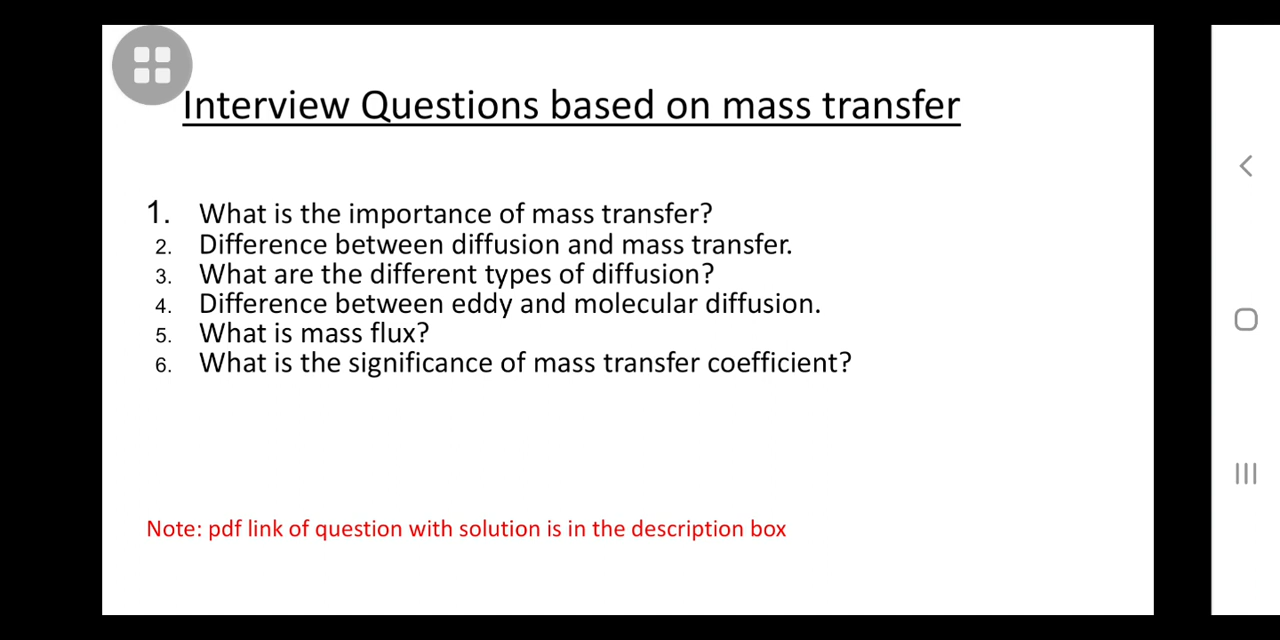 Interview Questions based on mass transfer
1. What is the importance of mass transfer?
2. Difference between diffusion and mass transfer.
3. What are the different types of diffusion?
4. Difference between eddy and molecular diffusion.
5. What is mass flux?
6. What is the significance of mass transfer coefficient?
Note: pdf link of question with solution is in the description box